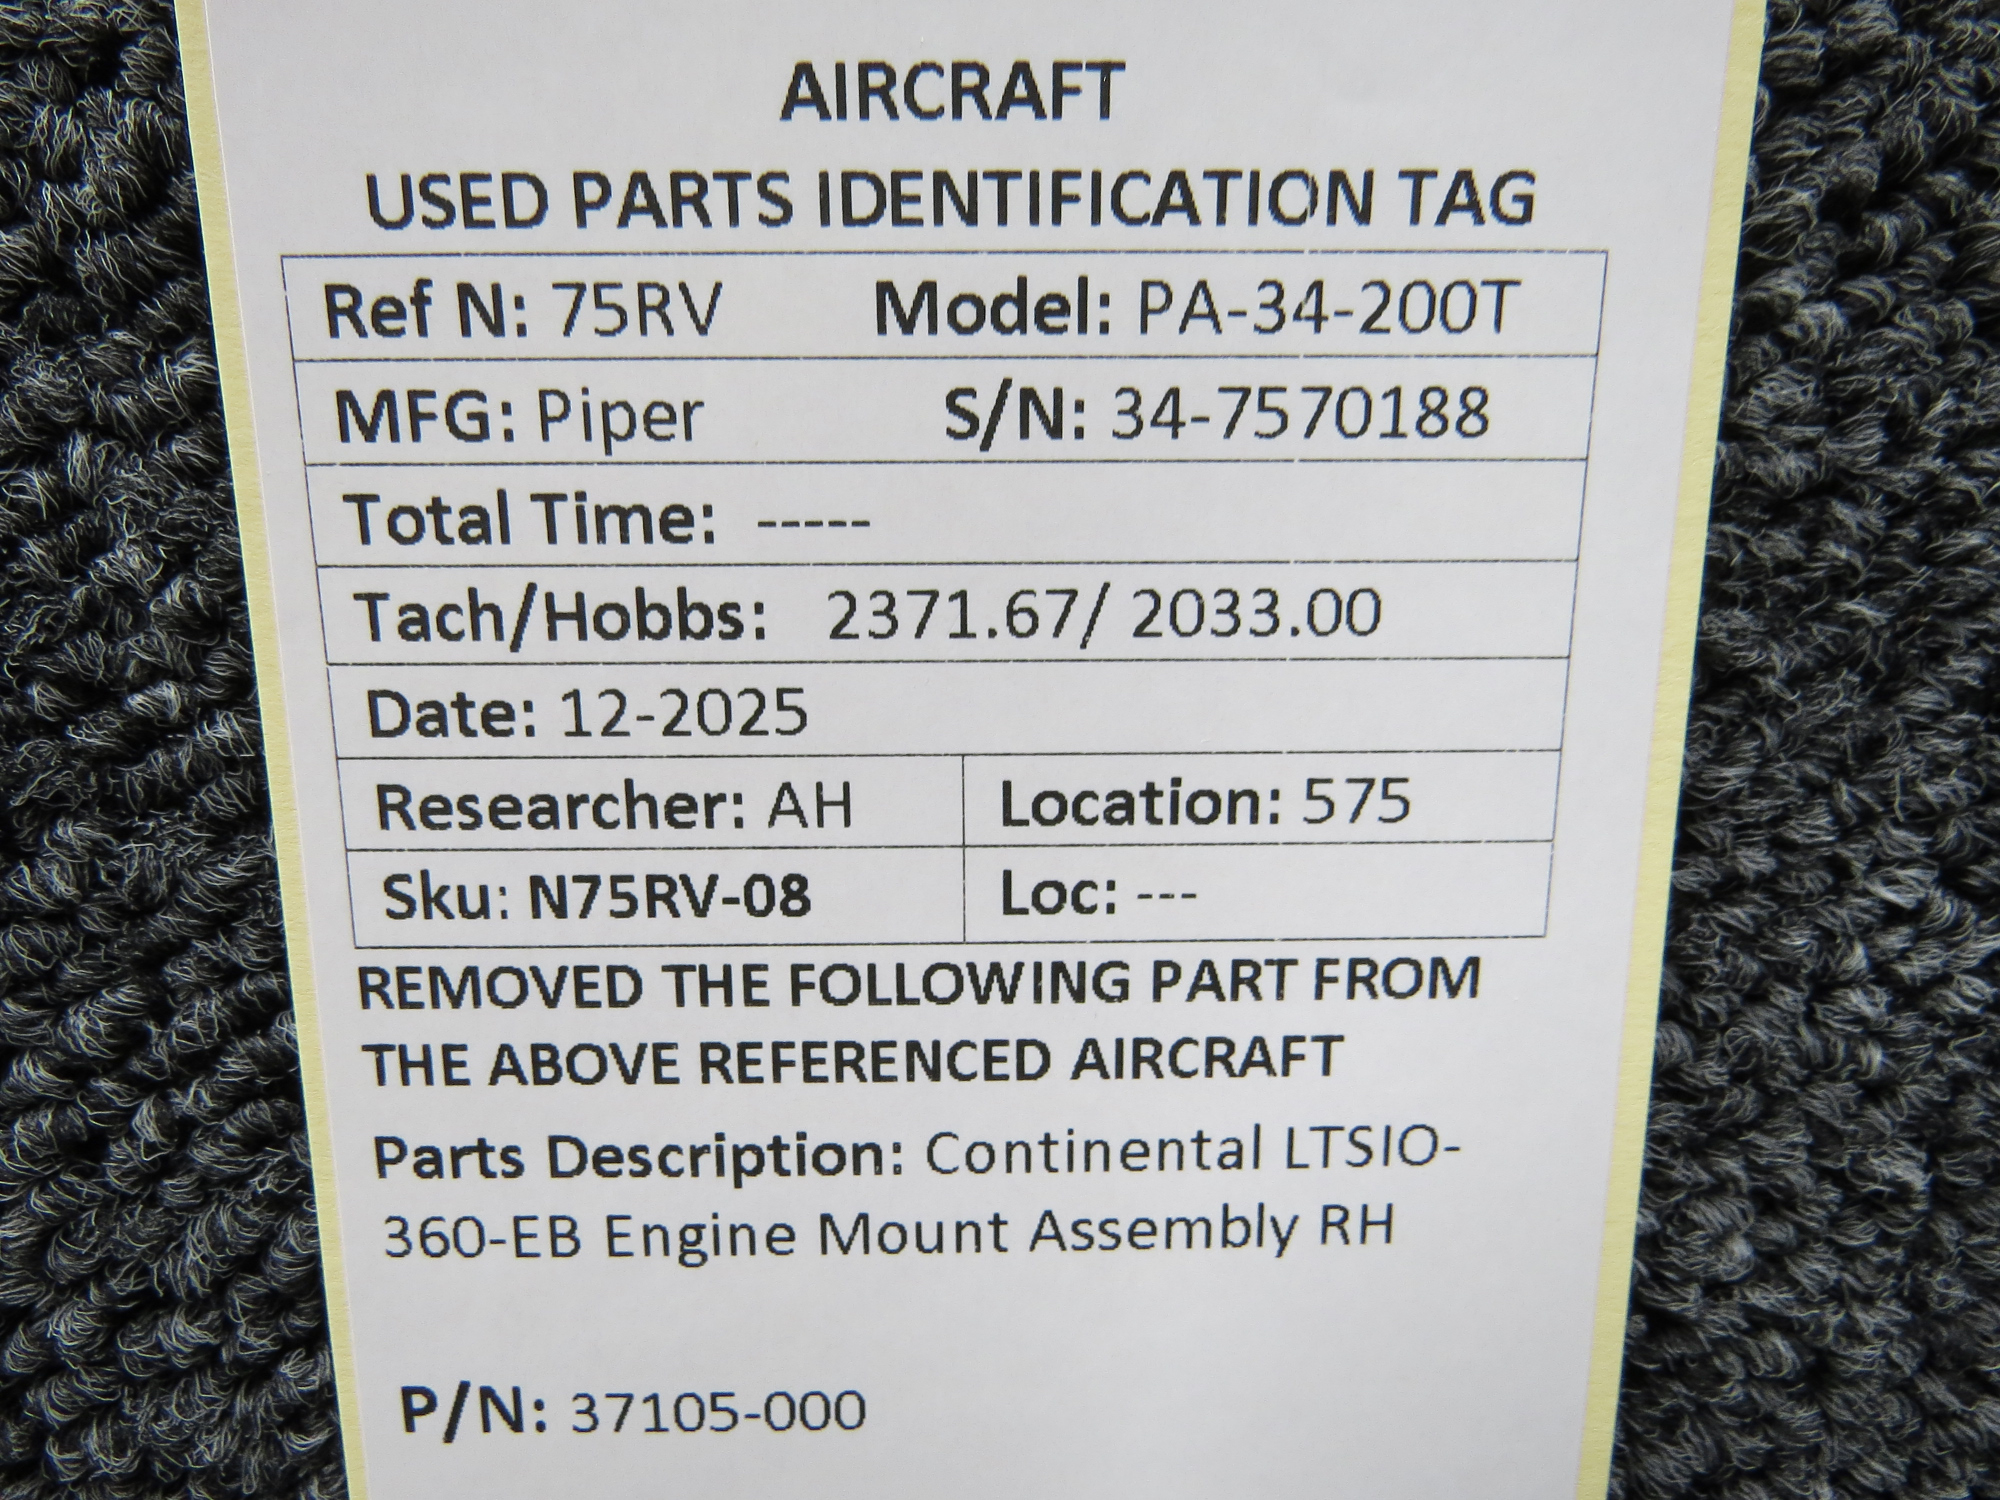 AIRCRAFT
USED PARTS IDENTIFICATION TAG
Ref N: 75RV Model: PA-34-200T
MFG: Piper S/N: 34-7570188
Total Time: -----
Tach/Hobbs: 2371.67/ 2033.00
Date: 12-2025
Researcher: AH Location: 575
Sku: N75RV-08 Loc: ---
REMOVED THE FOLLOWING PART FROM
THE ABOVE REFERENCED AIRCRAFT
Parts Description: Continental LTSIO-
360-EB Engine Mount Assembly RH
P/N: 37105-000